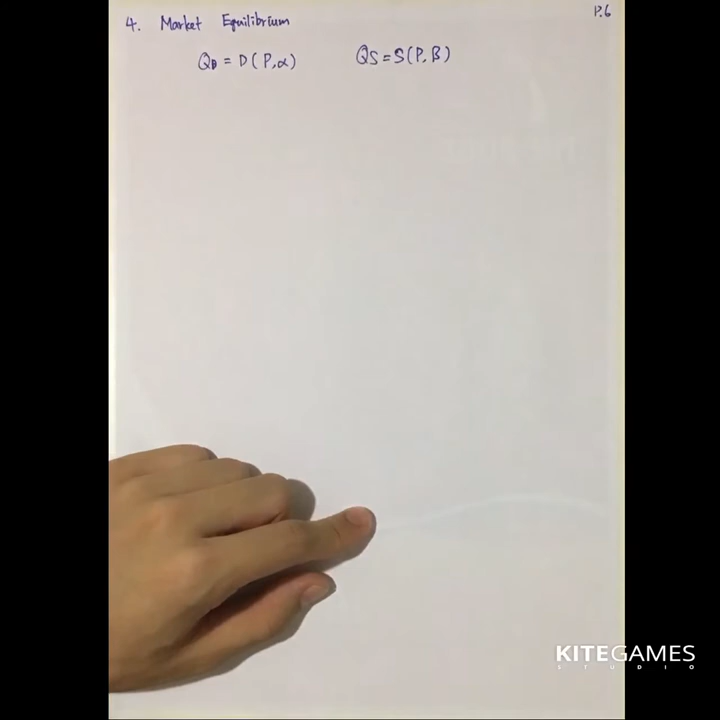 P.6
4. Market Equilibrium
QD = D(P,α) QS=S(P,B)
KITEGAMES
STUDIO